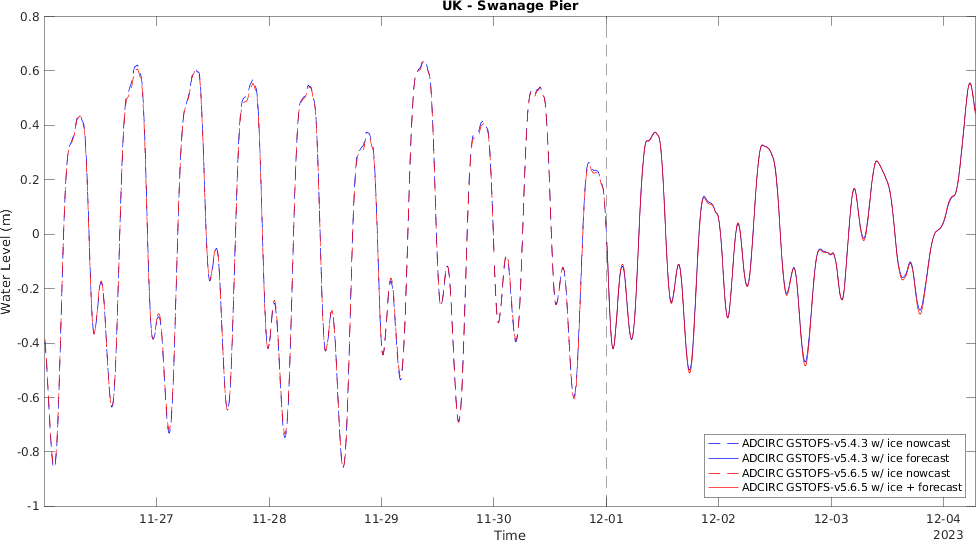 UK - Swanage Pier
0.8
0.6
0.4
0.2
0
-0.2
-0.4
-0.6
-0.8
-1
Water Level (m)
11-27
11-28
11-29
11-30
12-01
12-02
12-03
12-04
Time
2023
ADCIRC GSTOFS-v5.4.3 w/ ice nowcast
ADCIRC GSTOFS-v5.4.3 w/ ice forecast
ADCIRC GSTOFS-v5.6.5 w/ ice nowcast
ADCIRC GSTOFS-v5.6.5 w/ ice + forecast